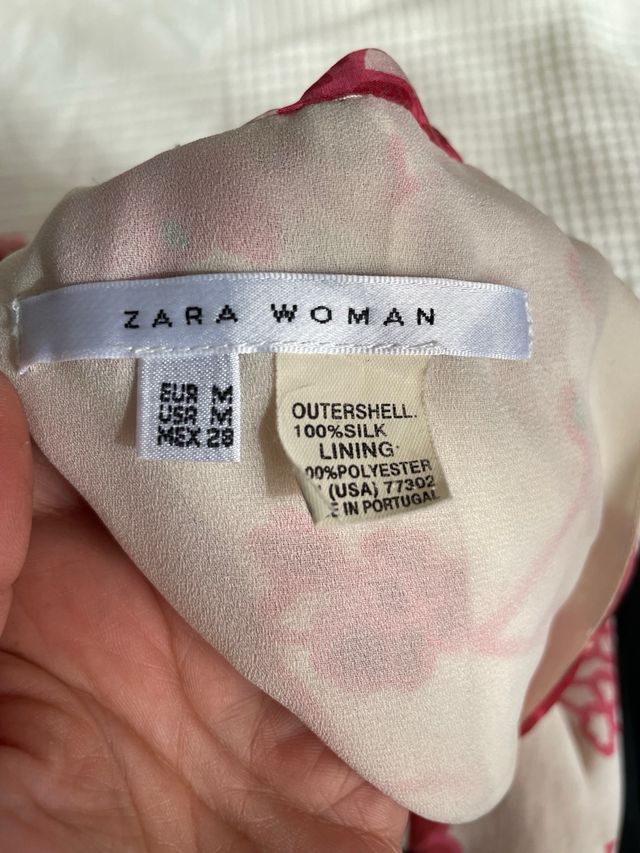 ZARA WOMAN
EUR M
USA M
MEX 28
OUTERSHELL.
100%SILK
LINING
00%POLYESTER
(USA) 77302
E IN PORTUGAL